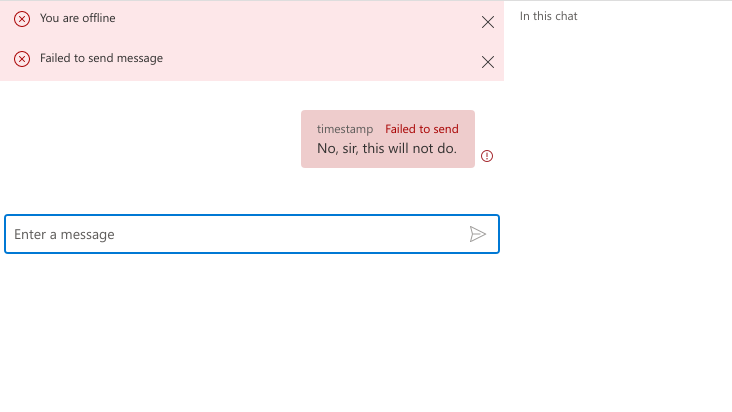 You are offline
In this chat
Failed to send message
timestamp Failed to send
No, sir, this will not do.
Enter a message